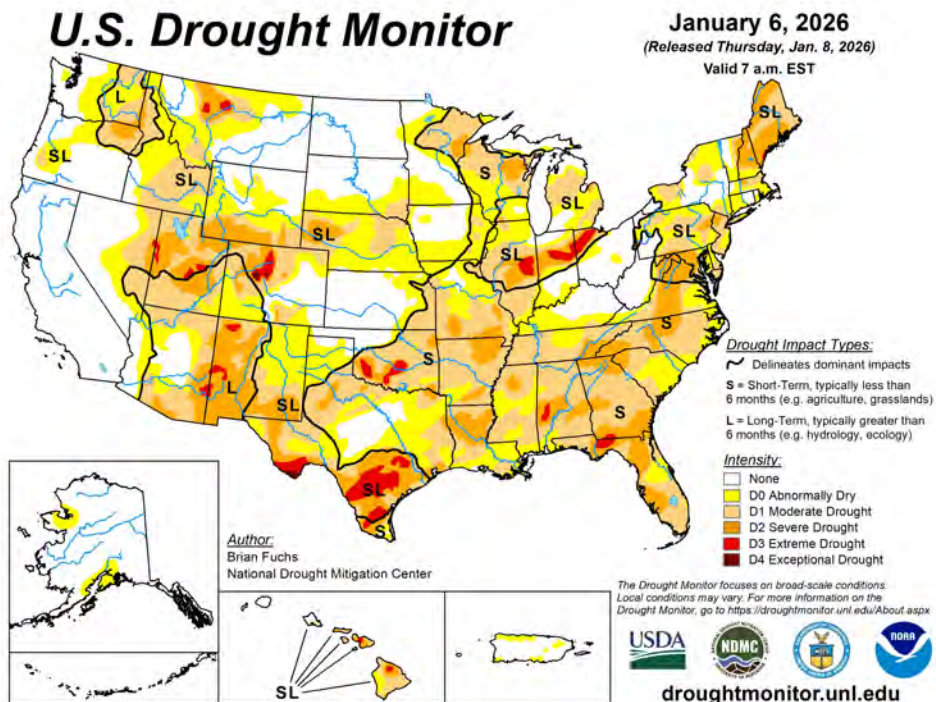 U.S. Drought Monitor
January 6, 2026
(Released Thursday, Jan. 8, 2026)
Valid 7 a.m. EST
L
SL
SL
SL
L
SL
S
SL
SL
S
SL
S
SL
SL
S
S
SL
S
Drought Impact Types:
Delineates dominant impacts
S = Short-Term, typically less than
6 months (e.g. agriculture, grasslands)
L = Long-Term, typically greater than
6 months (e.g. hydrology, ecology)
Intensity:
None
D0 Abnormally Dry
D1 Moderate Drought
D2 Severe Drought
D3 Extreme Drought
D4 Exceptional Drought
Author:
Brian Fuchs
National Drought Mitigation Center
SL
The Drought Monitor focuses on broad-scale conditions.
Local conditions may vary. For more information on the
Drought Monitor, go to https://droughtmonitor.unl.edu/About.aspx
USDA
NDMC
NOAA
droughtmonitor.unl.edu